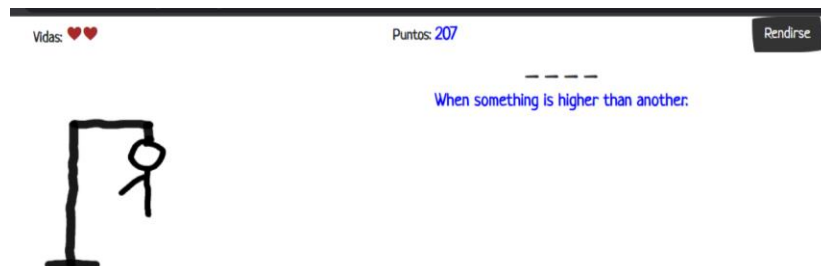 Vidas: ❤❤ Puntos: 207 Rendirse
_ _ _ _
When something is higher than another.